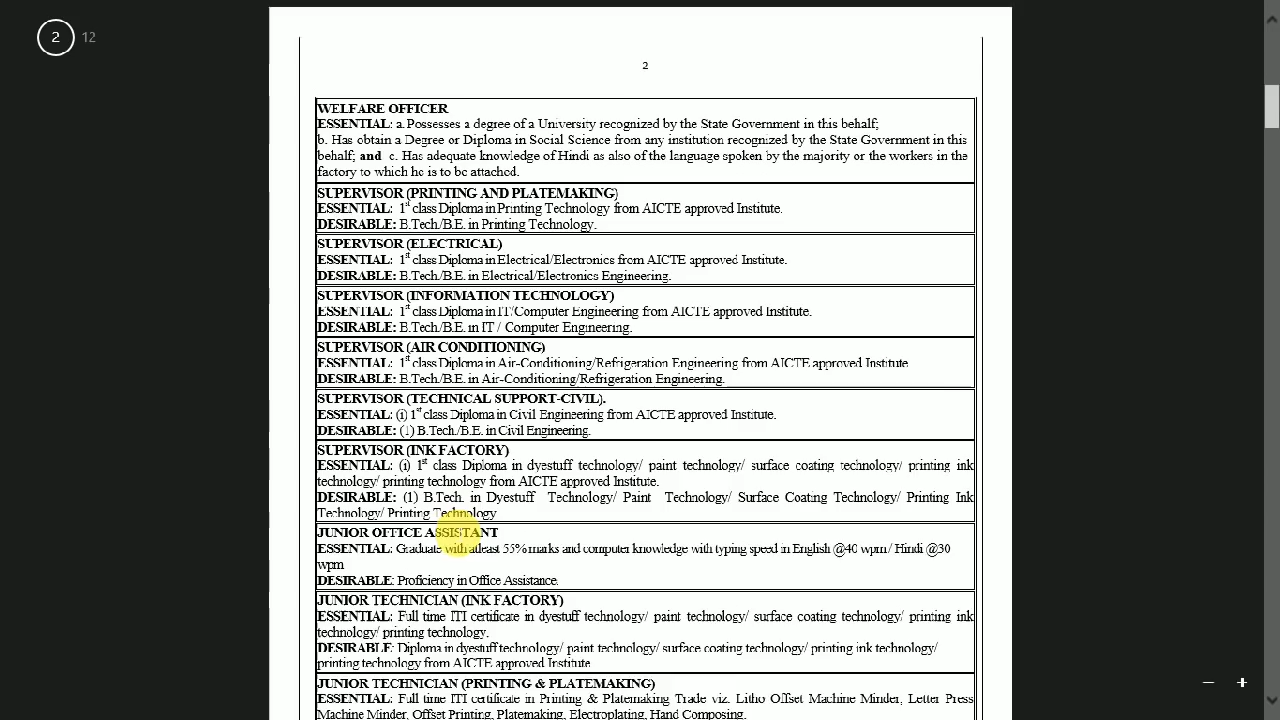 2 12
2
WELFARE OFFICER
ESSENTIAL: a. Possesses a degree of a University recognized by the State Government in this behalf;
b. Has obtain a Degree or Diploma in Social Science from any institution recognized by the State Government in this
behalf; and c. Has adequate knowledge of Hindi as also of the language spoken by the majority or the workers in the
factory to which he is to be attached.
SUPERVISOR (PRINTING AND PLATEMAKING)
ESSENTIAL: 1st class Diploma in Printing Technology from AICTE approved Institute.
DESIRABLE: B.Tech./B.E. in Printing Technology.
SUPERVISOR (ELECTRICAL)
ESSENTIAL: 1st class Diploma in Electrical/Electronics from AICTE approved Institute.
DESIRABLE: B.Tech/B.E. in Electrical/Electronics Engineering.
SUPERVISOR (INFORMATION TECHNOLOGY)
ESSENTIAL: 1st class Diploma in IT/Computer Engineering from AICTE approved Institute.
DESIRABLE: B.Tech/B.E. in IT / Computer Engineering.
SUPERVISOR (AIR CONDITIONING)
ESSENTIAL: 1st class Diploma in Air-Conditioning/Refrigeration Engineering from AICTE approved Institute
DESIRABLE: B.Tech./B.E. in Air-Conditioning/Refrigeration Engineering.
SUPERVISOR (TECHNICAL SUPPORT-CIVIL).
ESSENTIAL: (i) 1st class Diploma in Civil Engineering from AICTE approved Institute.
DESIRABLE: (1) B.Tech./B.E. in Civil Engineering.
SUPERVISOR (INK FACTORY)
ESSENTIAL: (i) 1st class Diploma in dyestuff technology/ paint technology/ surface coating technology/ printing ink
technology/ printing technology from AICTE approved Institute.
DESIRABLE: (1) B.Tech. in Dyestuff Technology/ Paint Technology/ Surface Coating Technology/ Printing Ink
Technology/ Printing Technology
JUNIOR OFFICE ASSISTANT
ESSENTIAL: Graduate with atleast 55% marks and computer knowledge with typing speed in English @40 wpm / Hindi @30
wpm
DESIRABLE: Proficiency in Office Assistance.
JUNIOR TECHNICIAN (INK FACTORY)
ESSENTIAL: Full time ITI certificate in dyestuff technology/ paint technology/ surface coating technology/ printing ink
technology/ printing technology.
DESIRABLE: Diploma in dyestuff technology/ paint technology/ surface coating technology/ printing ink technology/
printing technology from AICTE approved Institute
JUNIOR TECHNICIAN (PRINTING & PLATEMAKING)
ESSENTIAL: Full time ITI certificate in Printing & Platemaking Trade viz. Litho Offset Machine Minder, Letter Press
Machine Minder, Offset Printing, Platemaking, Electroplating, Hand Composing.